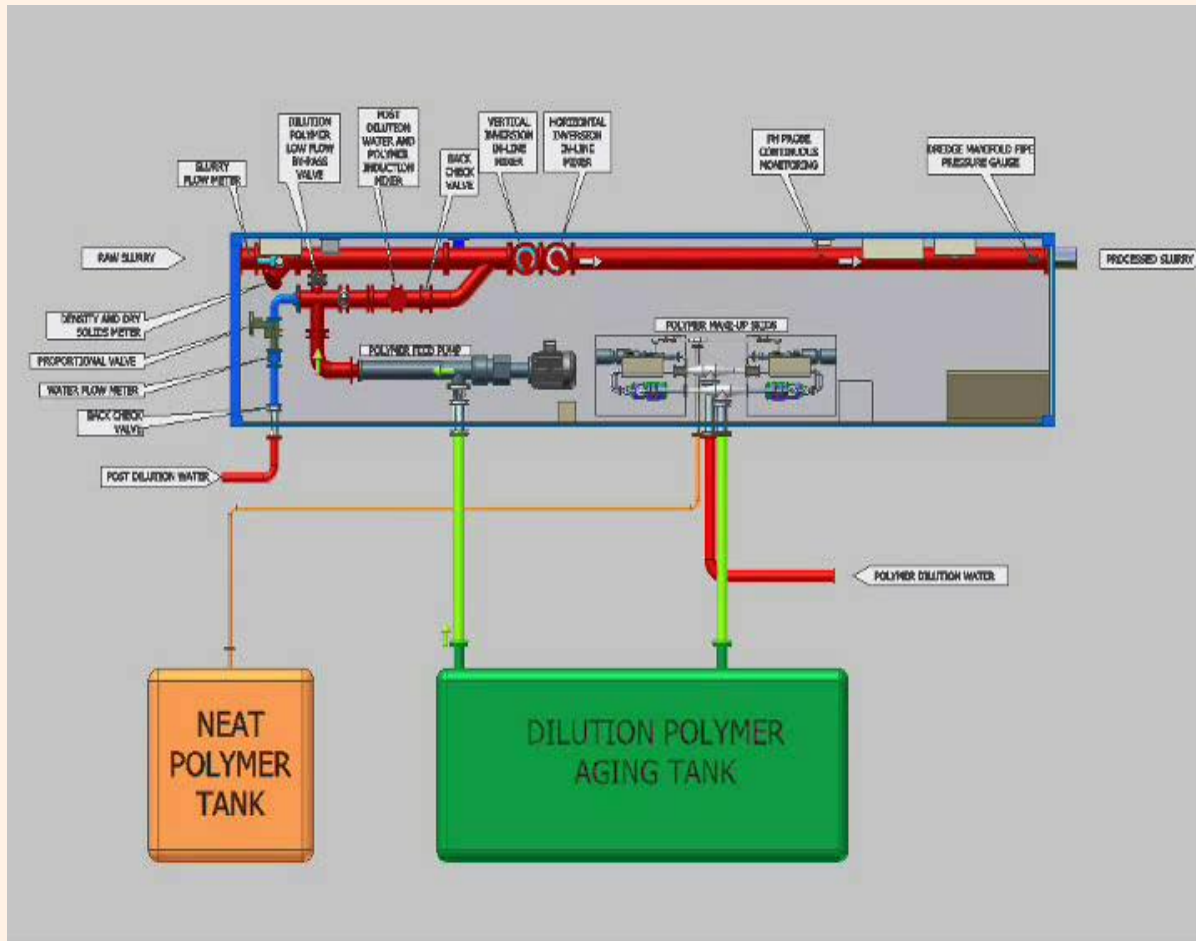 DILUTION
POLYMER
LOW FLOW
BY-PASS
VALVE
POST
DILUTION
WATER AND
POLYMER
INDUCTION
MIXER
BACK
CHECK
VALVE
VERTICAL
INVERSION
IN-LINE
MIXER
HORIZONTAL
INVERSION
IN-LINE
MIXER
PH PROBE
CONTINUOUS
MONITORING
DREDGE MANIFOLD PIPE
PRESSURE GAUGE
SLURRY
FLOW METER
RAW SLURRY
PROCESSED SLURRY
DENSITY AND DRY
SOLIDS METER
PROPORTIONAL VALVE
WATER FLOW METER
BACK CHECK
VALVE
POST DILUTION WATER
POLYMER FEED PUMP
POLYMER MAKE-UP SKIDS
POLYMER DILUTION WATER
NEAT
POLYMER
TANK
DILUTION POLYMER
AGING TANK